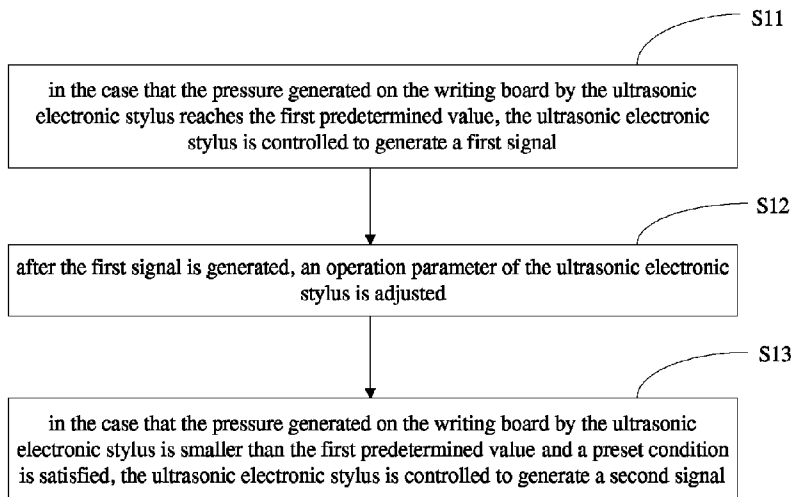 S11
in the case that the pressure generated on the writing board by the ultrasonic
electronic stylus reaches the first predetermined value, the ultrasonic electronic
stylus is controlled to generate a first signal
S12
after the first signal is generated, an operation parameter of the ultrasonic electronic
stylus is adjusted
S13
in the case that the pressure generated on the writing board by the ultrasonic
electronic stylus is smaller than the first predetermined value and a preset condition
is satisfied, the ultrasonic electronic stylus is controlled to generate a second signal